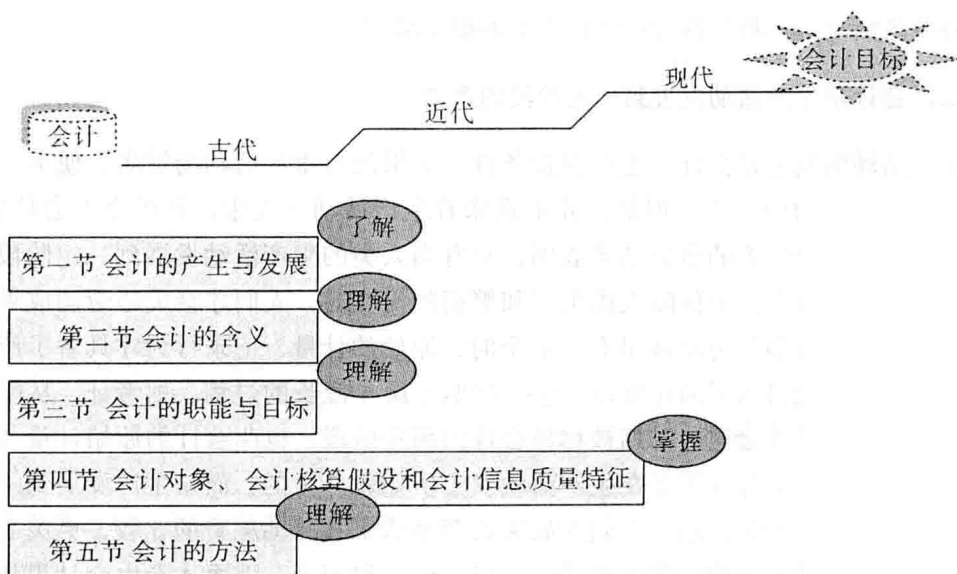 会计目标
现代
近代
古代
会计
了解
第一节 会计的产生与发展
理解
第二节 会计的含义
理解
第三节 会计的职能与目标
掌握
第四节 会计对象、会计核算假设和会计信息质量特征
理解
第五节 会计的方法